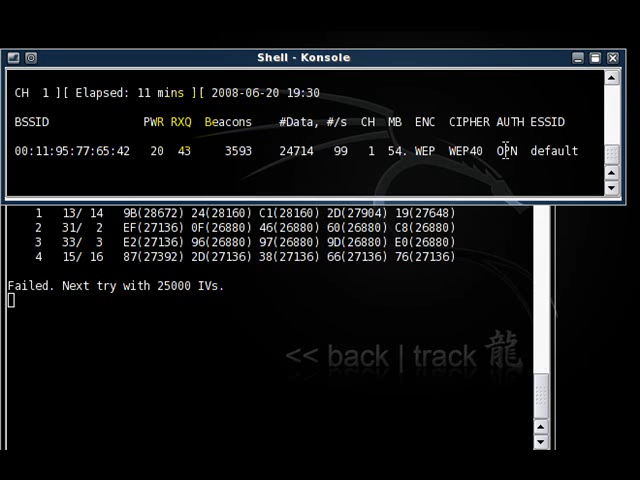 Shell - Konsole
CH  1 ][ Elapsed: 11 mins ][ 2008-06-20 19:30
BSSID PWR RXQ Beacons #Data, #/s CH MB ENC CIPHER AUTH ESSID
00:11:95:77:65:42 20 43 3593 24714 99 1 54. WEP WEP40 OPN default
1 13/ 14 9B(28672) 24(28160) C1(28160) 2D(27904) 19(27648)
2 31/ 2 EF(27136) 0F(26880) 46(26880) 60(26880) C8(26880)
3 33/ 3 E2(27136) 96(26880) 97(26880) 9D(26880) E0(26880)
4 15/ 16 87(27392) 2D(27136) 38(27136) 66(27136) 76(27136)
Failed. Next try with 25000 IVs.
<< back | track 龍